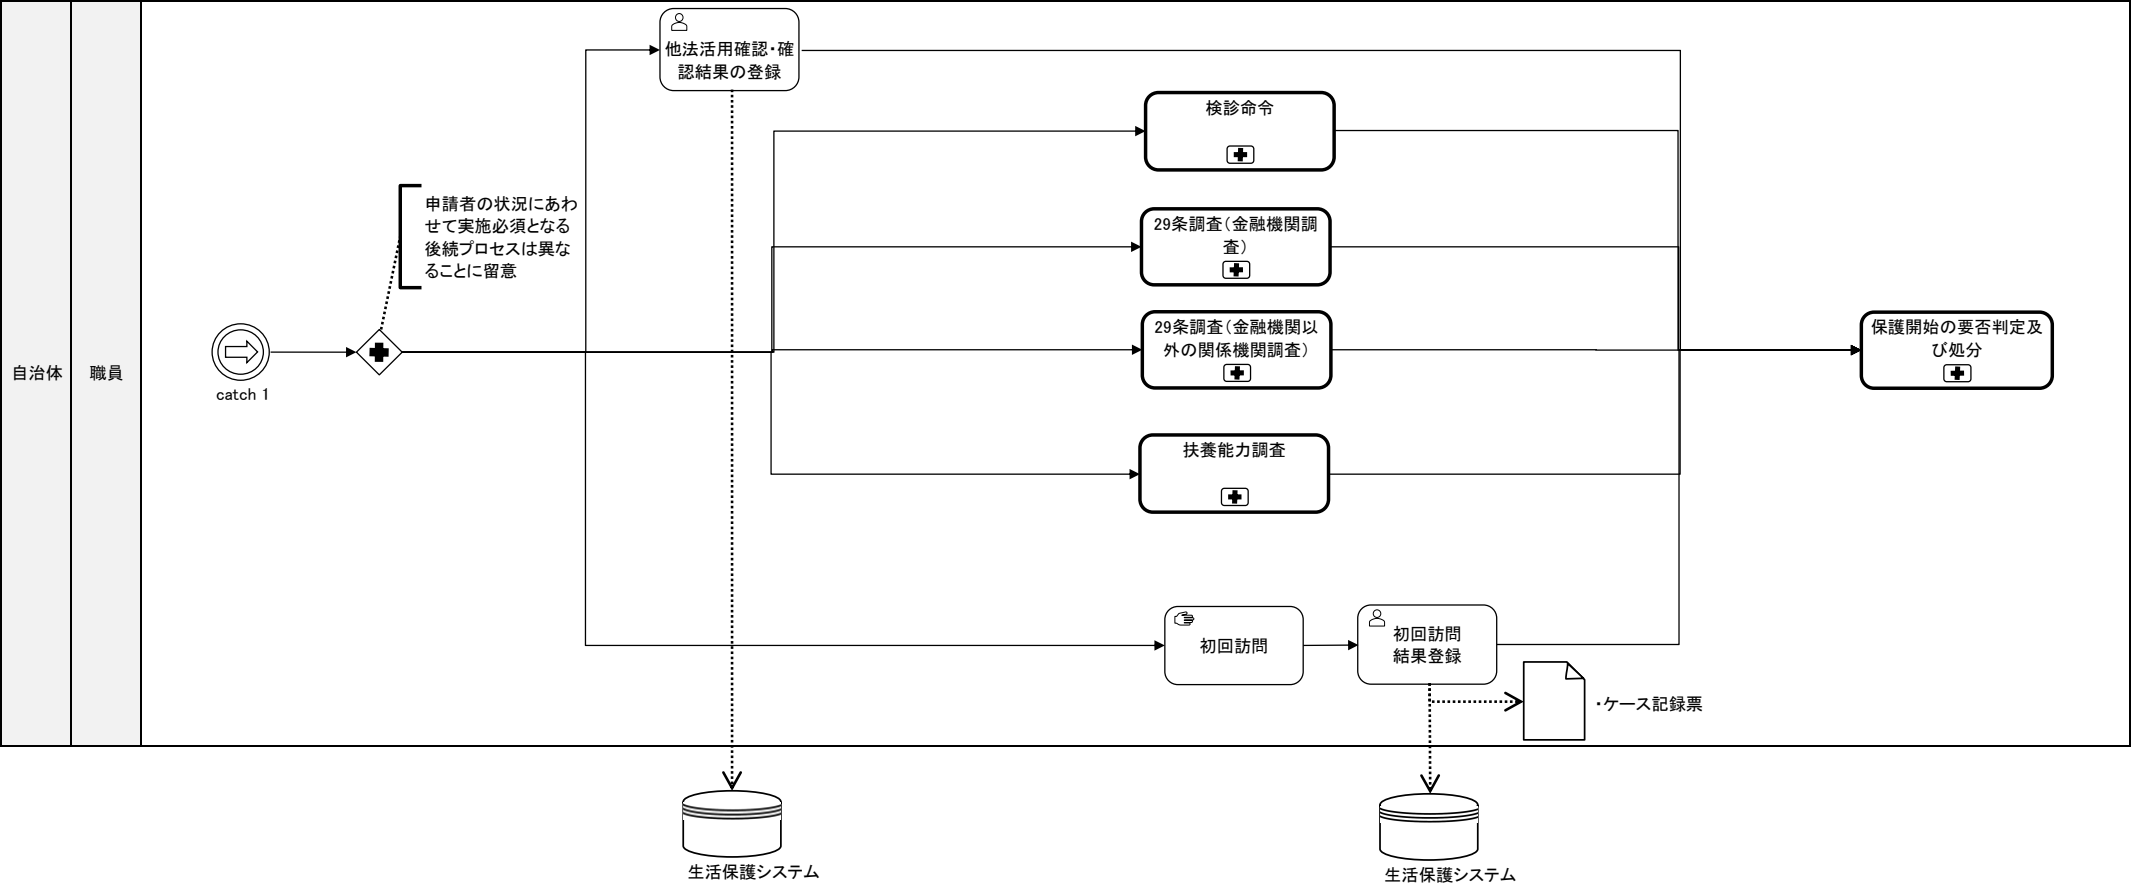 自治体
職員
catch 1
申請者の状況にあわ
せて実施必須となる
後続プロセスは異な
ることに留意
他法活用確認・確
認結果の登録
検診命令
29条調査（金融機関調
査）
29条調査（金融機関以
外の関係機関調査）
扶養能力調査
初回訪問
初回訪問
結果登録
・ケース記録票
保護開始の要否判定及
び処分
生活保護システム
生活保護システム